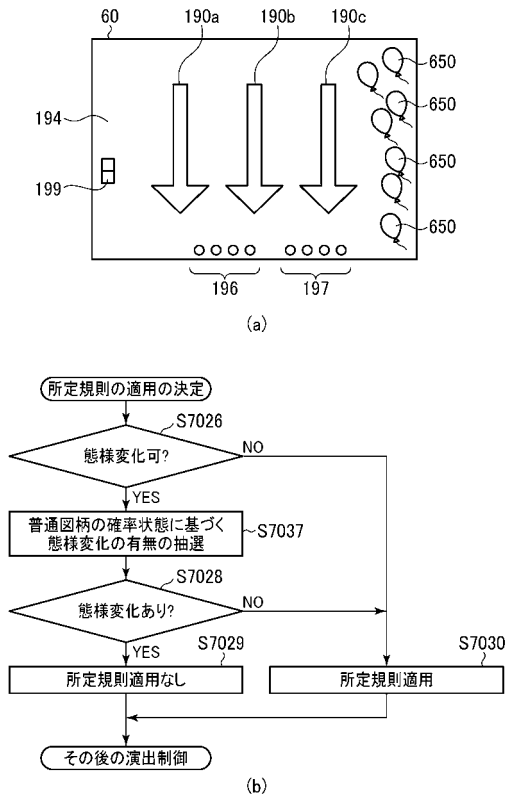 60
190a
190b
190c
650
194
650
199
650
650
196
197
(a)
所定規則の適用の決定
S7026
態様変化可?
NO
YES
普通図柄の確率状態に基づく
態様変化の有無の抽選
S7037
S7028
態様変化あり?
NO
YES
S7029
S7030
所定規則適用なし
所定規則適用
その後の演出制御
(b)